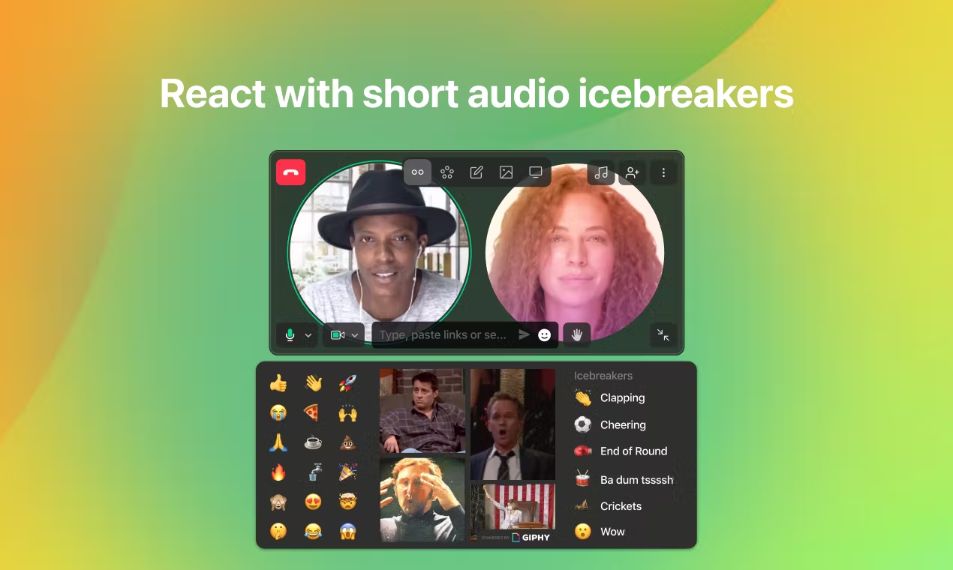 React with short audio icebreakers
Type, paste links or se...
Icebreakers
Clapping
Cheering
End of Round
Ba dum tssssh
Crickets
Wow
GIPHY